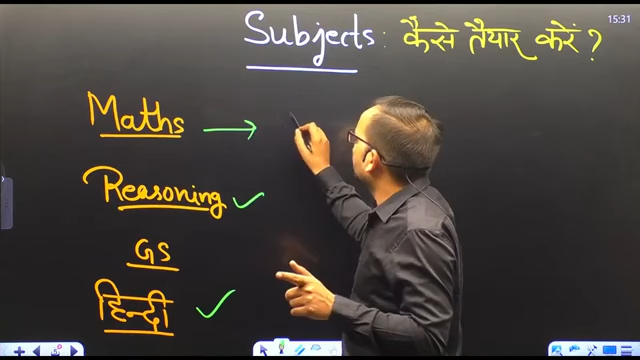 15:31
Subjects: कैसे तैयार करें ?
Maths →
Reasoning ✓
GS
हिन्दी ✓